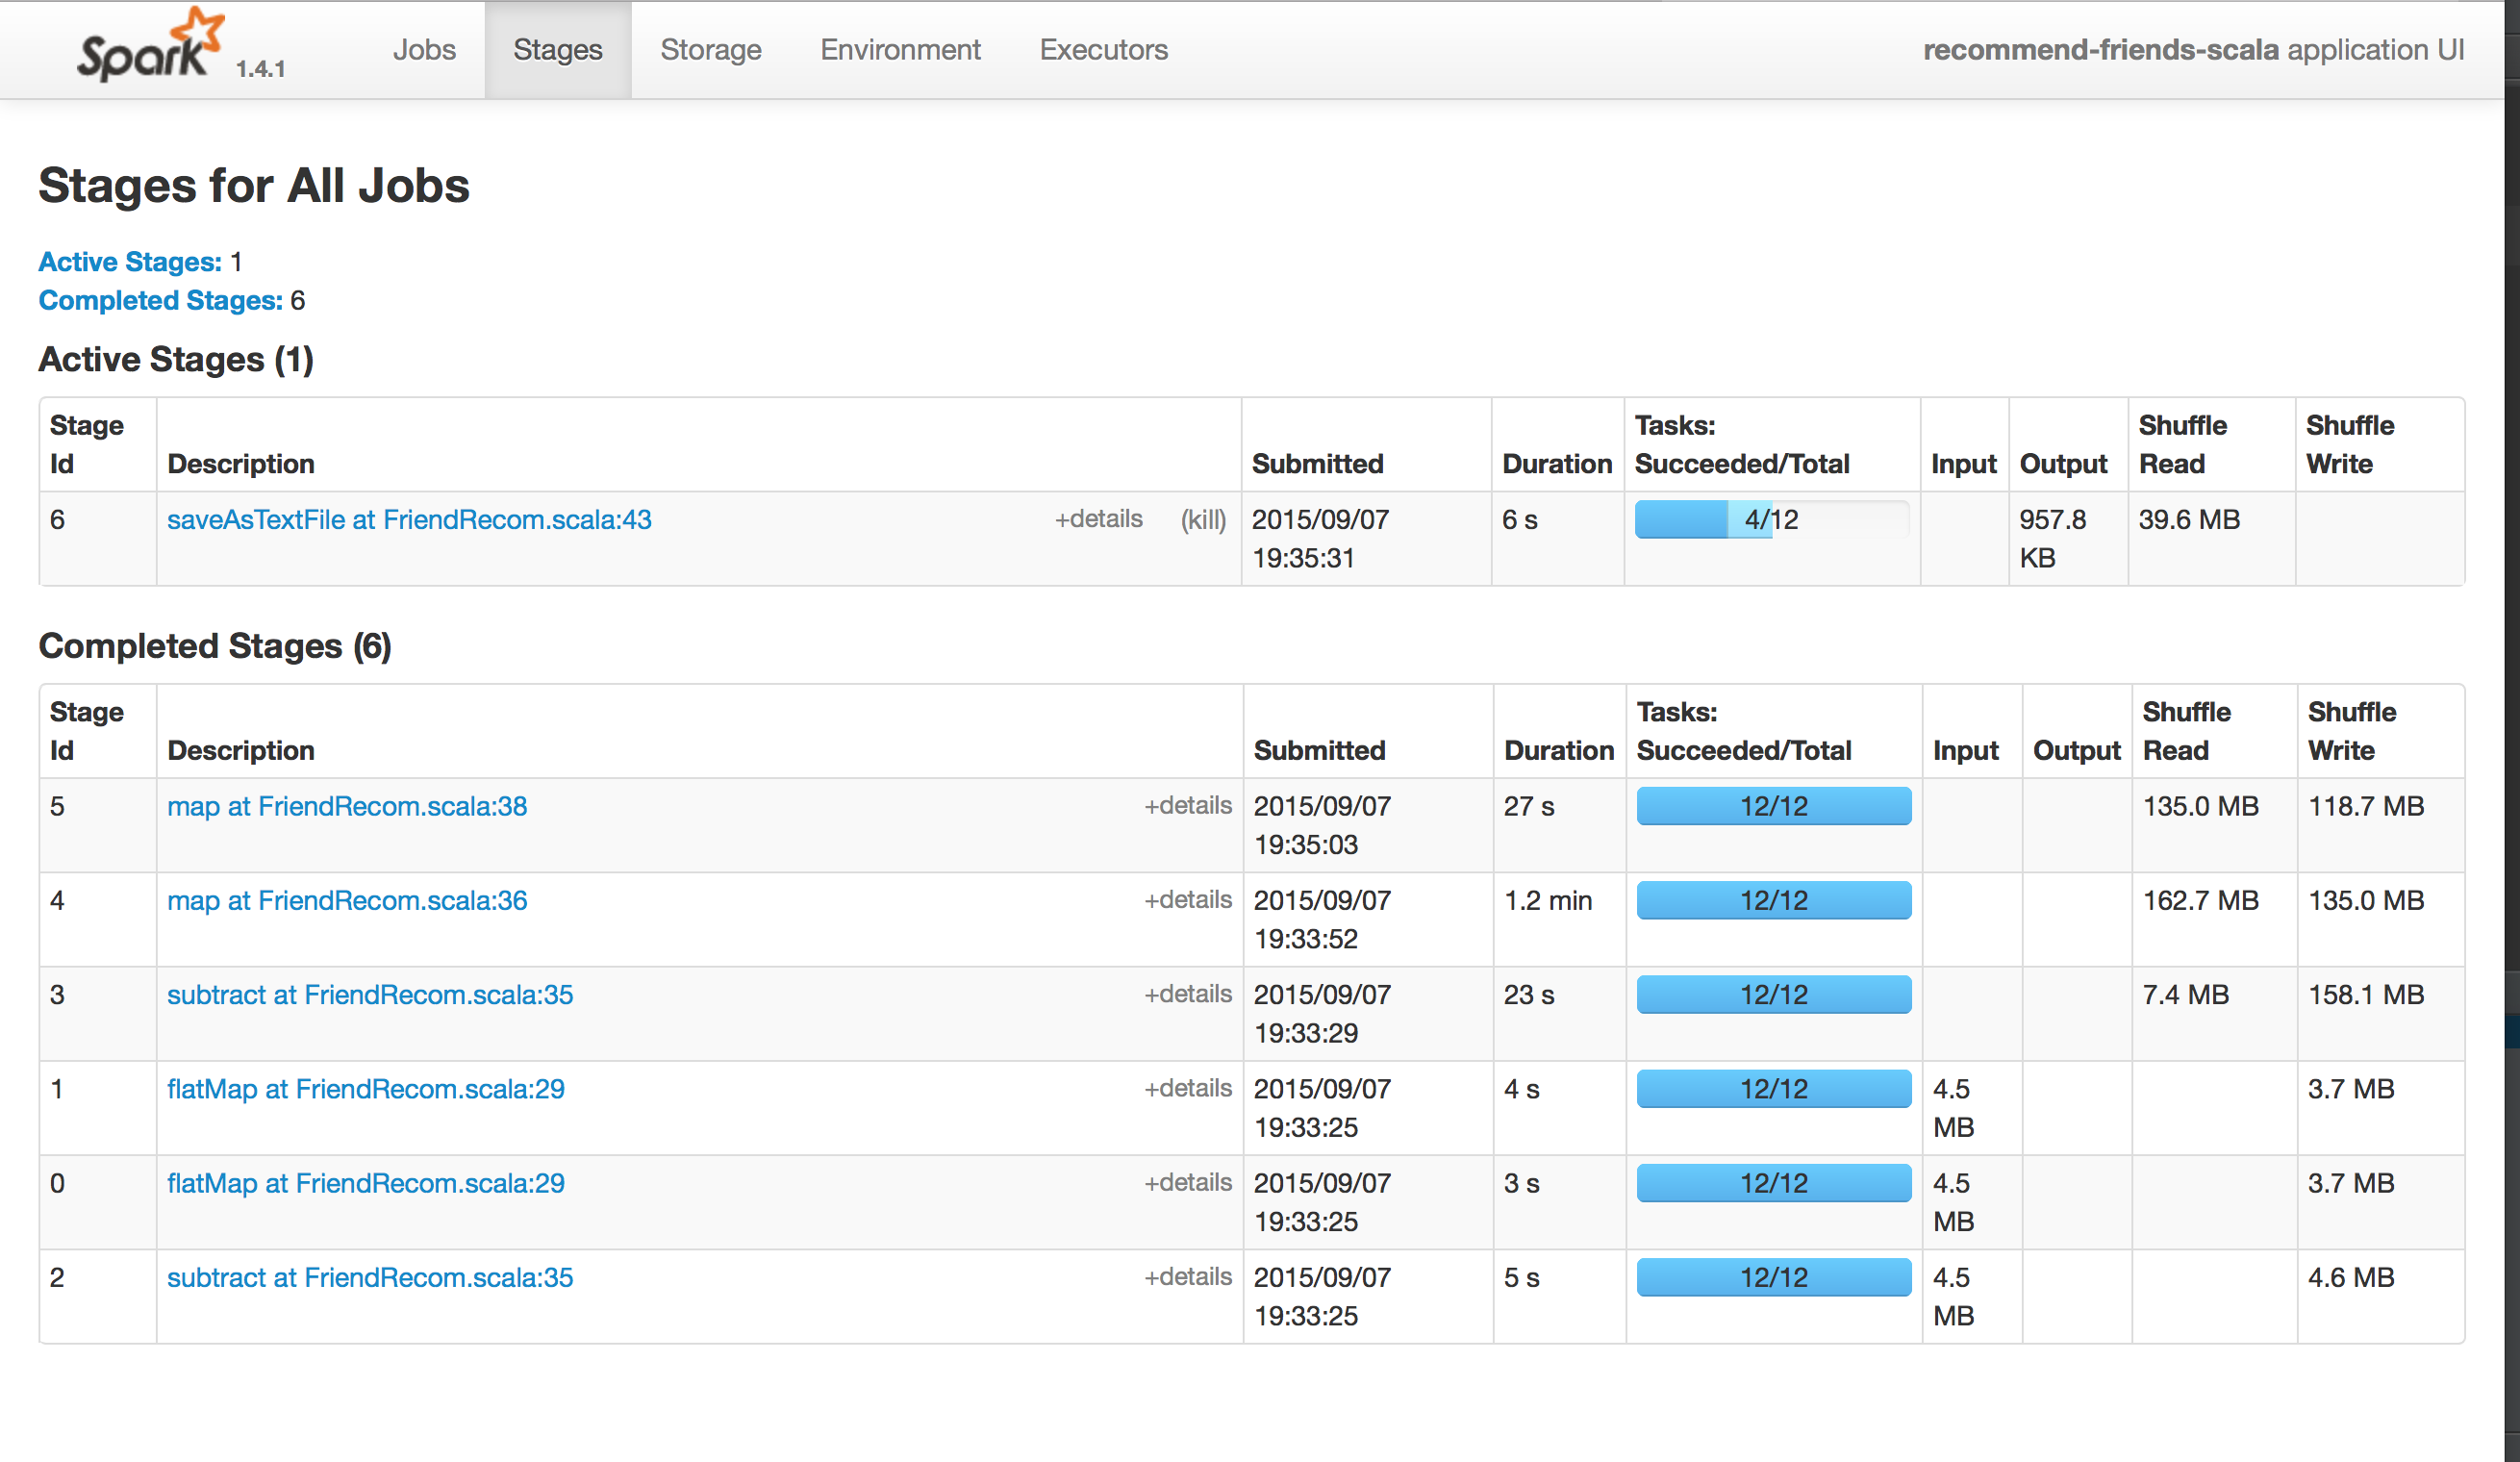 Spark 1.4.1 Jobs Stages Storage Environment Executors recommend-friends-scala application UI
Stages for All Jobs
Active Stages: 1
Completed Stages: 6
Active Stages (1)
Stage Id Description Submitted Duration Tasks: Succeeded/Total Input Output Shuffle Read Shuffle Write
6 saveAsTextFile at FriendRecom.scala:43 +details (kill) 2015/09/07 19:35:31 6 s 4/12 957.8 KB 39.6 MB
Completed Stages (6)
Stage Id Description Submitted Duration Tasks: Succeeded/Total Input Output Shuffle Read Shuffle Write
5 map at FriendRecom.scala:38 +details 2015/09/07 19:35:03 27 s 12/12 135.0 MB 118.7 MB
4 map at FriendRecom.scala:36 +details 2015/09/07 19:33:52 1.2 min 12/12 162.7 MB 135.0 MB
3 subtract at FriendRecom.scala:35 +details 2015/09/07 19:33:29 23 s 12/12 7.4 MB 158.1 MB
1 flatMap at FriendRecom.scala:29 +details 2015/09/07 19:33:25 4 s 12/12 4.5 MB 3.7 MB
0 flatMap at FriendRecom.scala:29 +details 2015/09/07 19:33:25 3 s 12/12 4.5 MB 3.7 MB
2 subtract at FriendRecom.scala:35 +details 2015/09/07 19:33:25 5 s 12/12 4.5 MB 4.6 MB